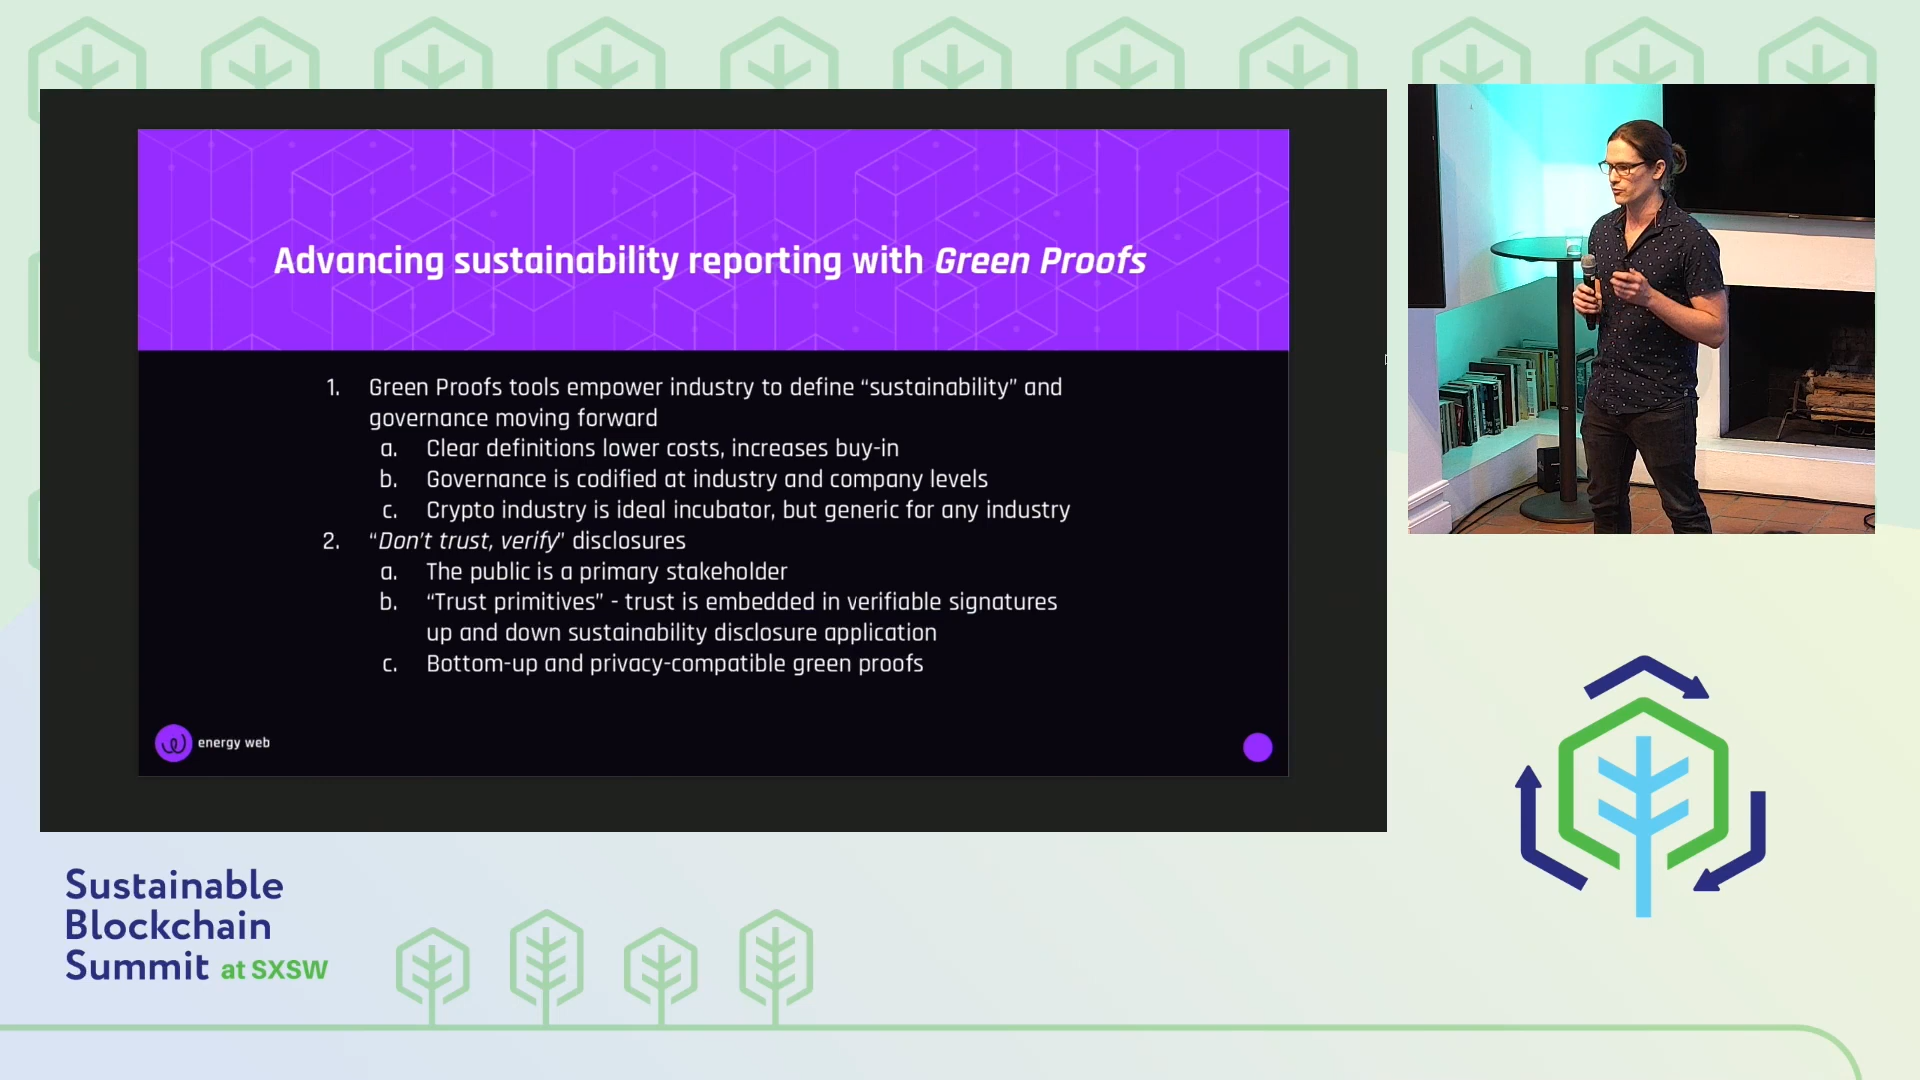 Advancing sustainability reporting with Green Proofs
1. Green Proofs tools empower industry to define “sustainability” and
governance moving forward
a. Clear definitions lower costs, increases buy-in
b. Governance is codified at industry and company levels
c. Crypto industry is ideal incubator, but generic for any industry
2. “Don't trust, verify” disclosures
a. The public is a primary stakeholder
b. “Trust primitives” - trust is embedded in verifiable signatures
up and down sustainability disclosure application
c. Bottom-up and privacy-compatible green proofs
energy web
Sustainable
Blockchain
Summit at SXSW